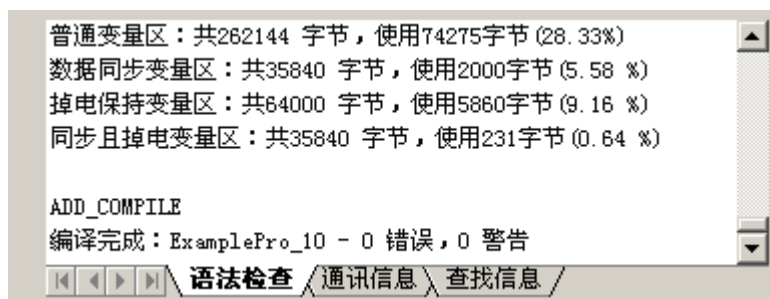 普通变量区：共262144 字节，使用74275字节(28.33%)
数据同步变量区：共35840 字节，使用2000字节(5.58 %)
掉电保持变量区：共64000 字节，使用5860字节(9.16 %)
同步且掉电变量区：共35840 字节，使用231字节(0.64 %)
ADD_COMPILE
编译完成：ExamplePro_10 - 0 错误，0 警告
语法检查 通讯信息 查找信息